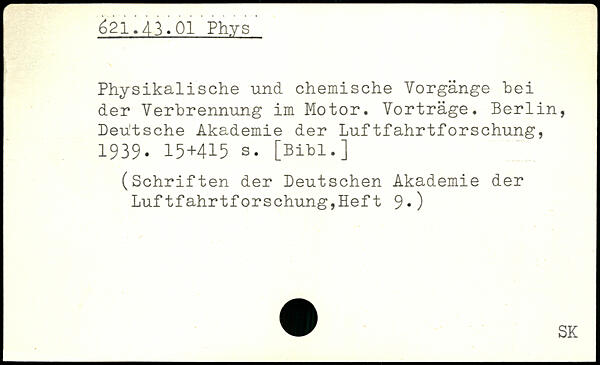 621.43.01 Phys
Physikalische und chemische Vorgänge bei
der Verbrennung im Motor. Vorträge. Berlin,
Deutsche Akademie der Luftfahrtforschung,
1939. 15+415 s. [Bibl.]
(Schriften der Deutschen Akademie der
Luftfahrtforschung,Heft 9.)
SK